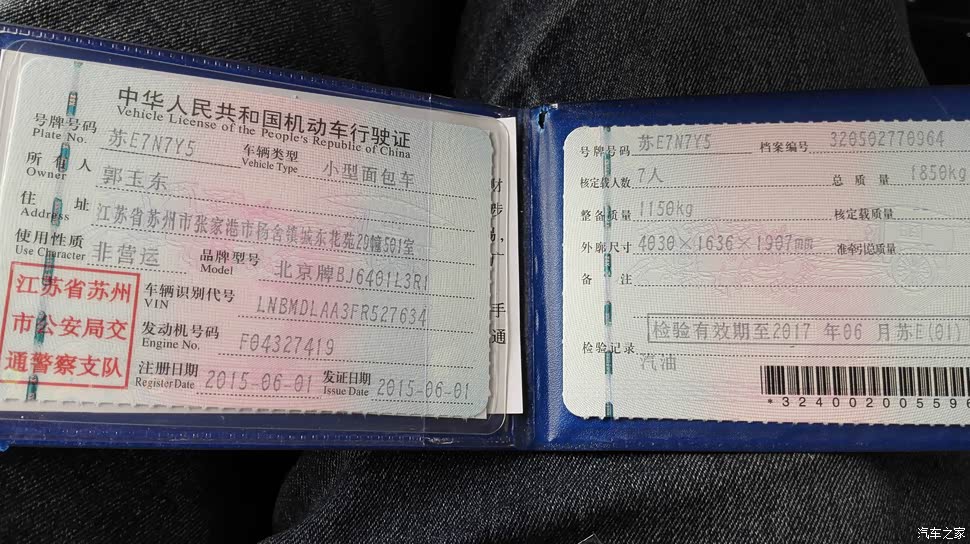 中华人民共和国机动车行驶证
Vehicle License of the People's Republic of China
号牌号码 苏E7N7Y5 车辆类型 小型面包车
Plate No. Vehicle Type
所有人 郭玉东
Owner
住址 江苏省苏州市张家港市杨舍镇城东花苑29幢501室
Address
使用性质 非营运 品牌型号 北京牌BJ6401L3R1
Use Character Model
江苏省苏州
市公安局交
通警察支队
车辆识别代号 LNBMDLAA3FR527634
VIN
发动机号码 F04327419
Engine No.
注册日期 2015-06-01 发证日期 2015-06-01
Register Date Issue Date
号牌号码 苏E7N7Y5 档案编号 320502770964
核定载人数 7人 总质量 1850kg
整备质量 1150kg 核定载质量
外廓尺寸 4030×1636×1907mm 准牵引总质量
备注
检验有效期至2017年06月苏E(01)
检验记录
汽油
*324002005596
手
通
汽车之家